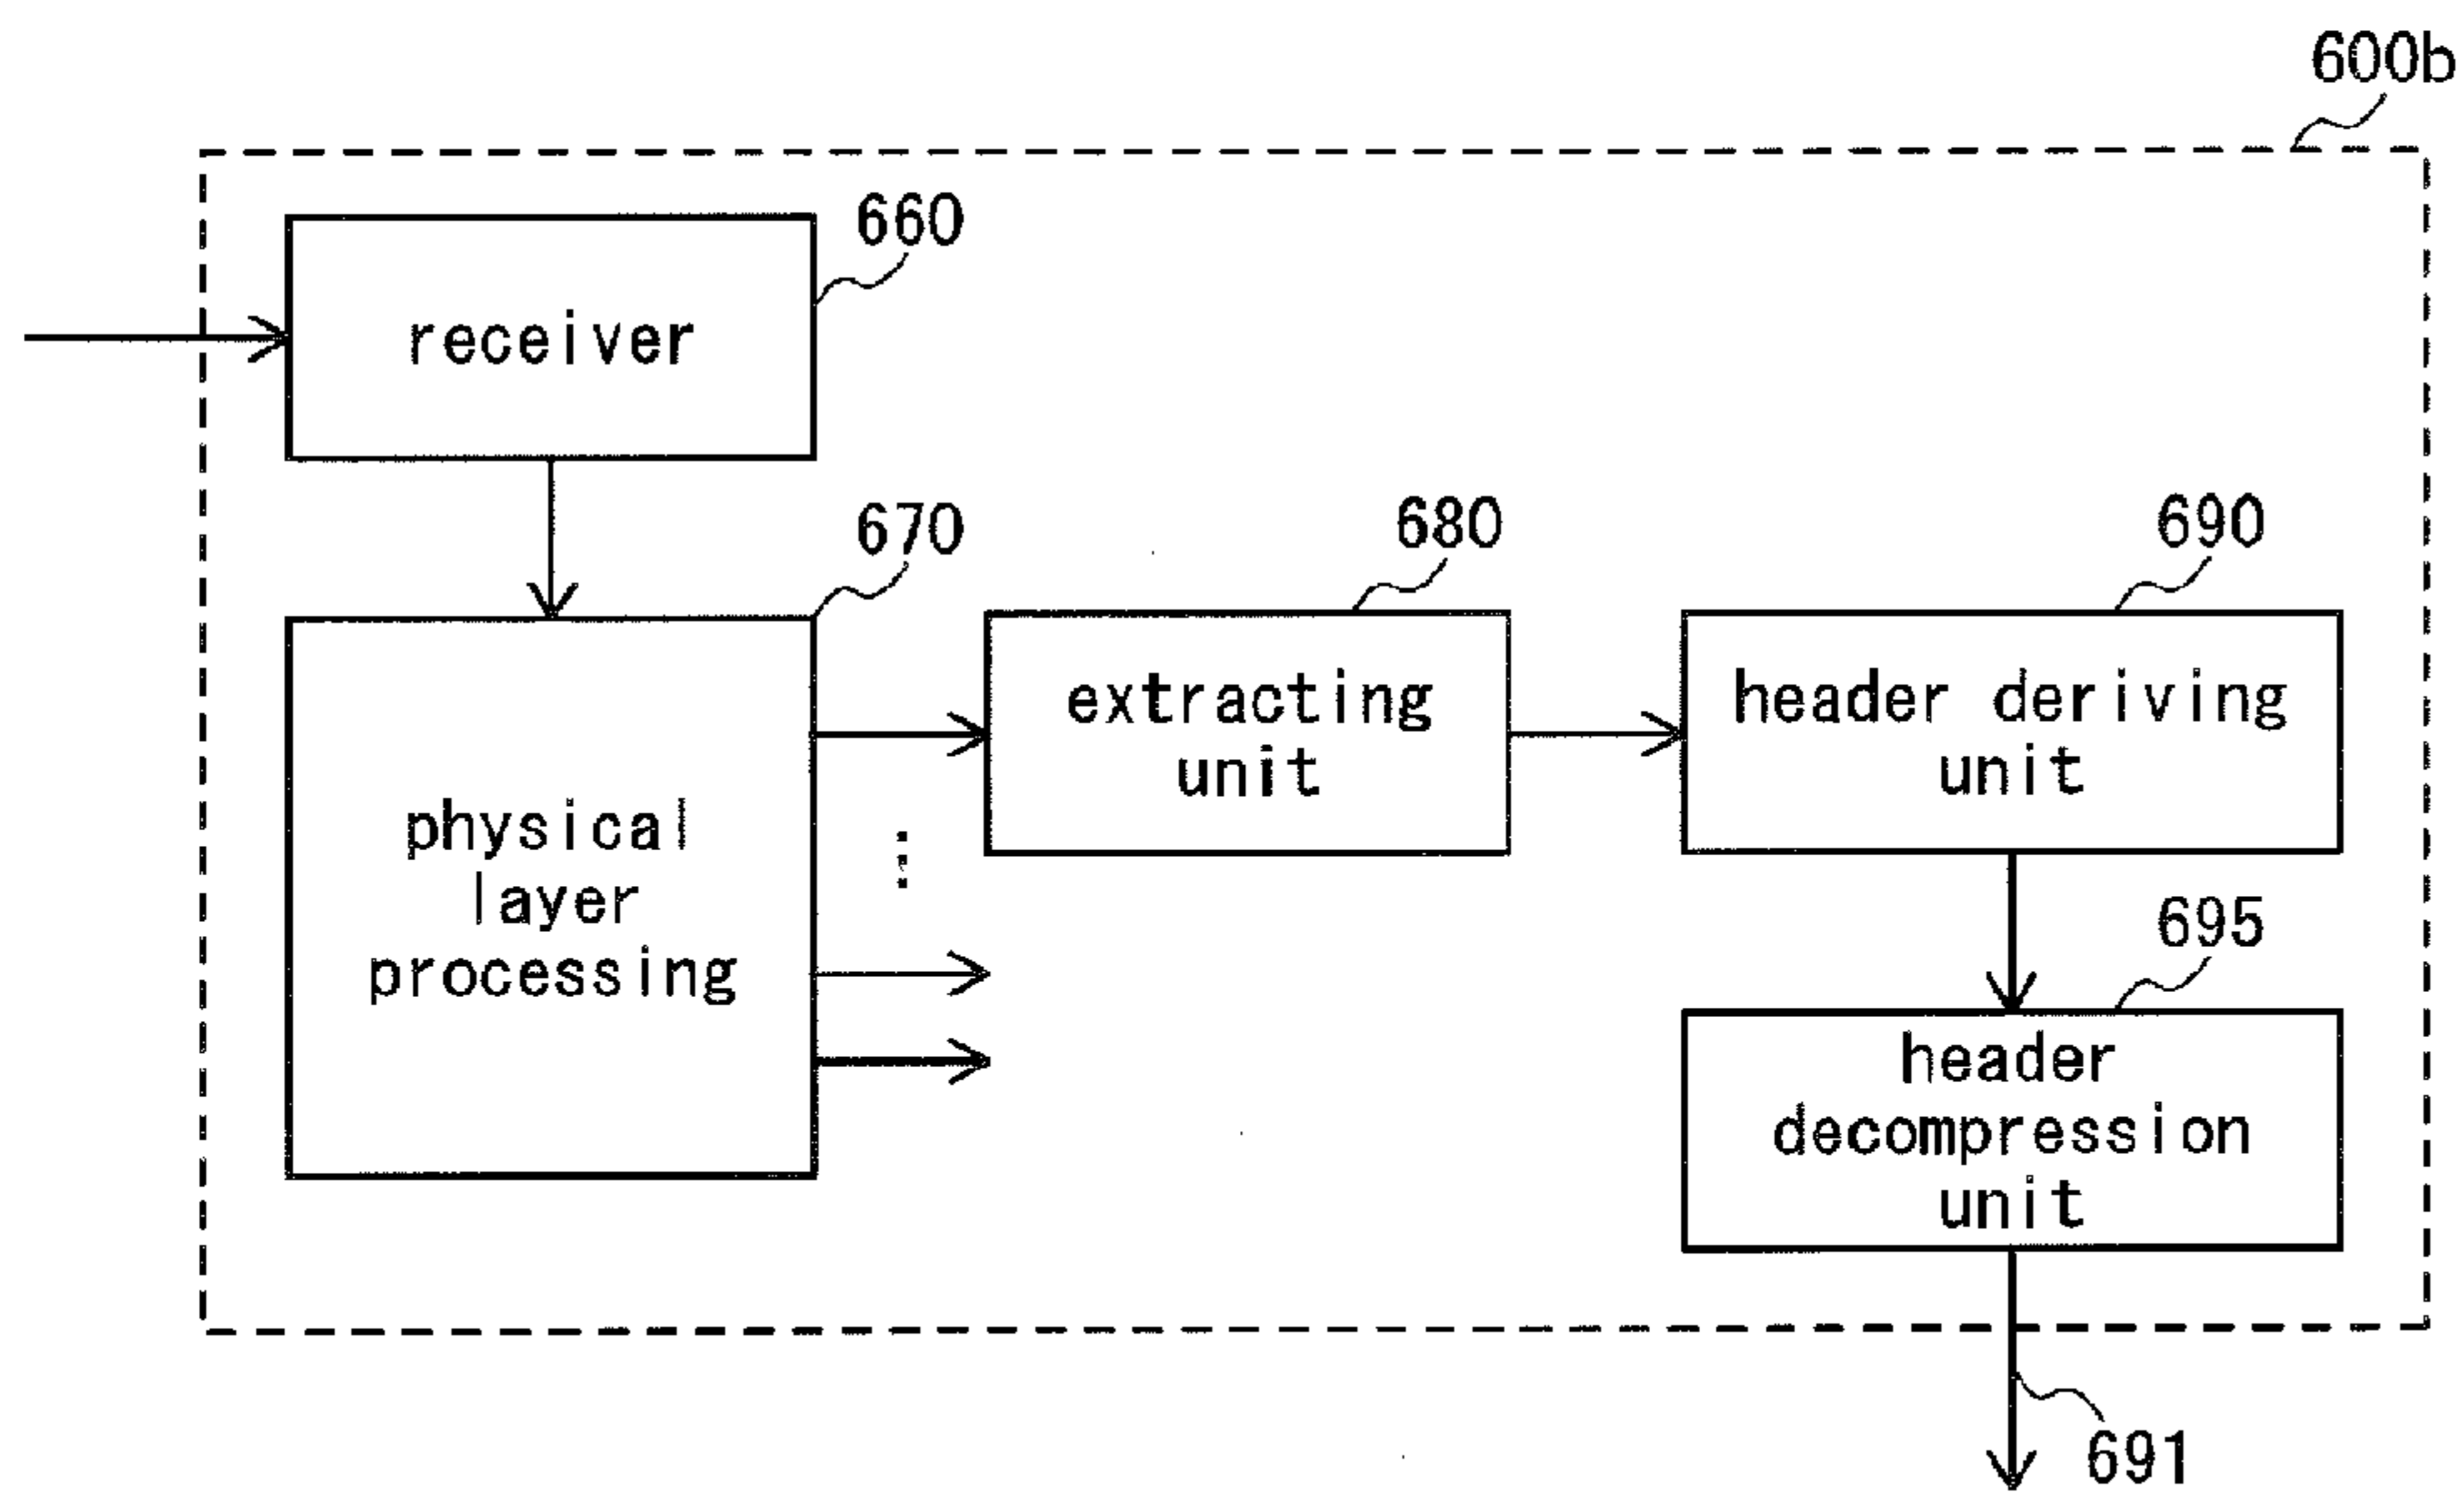 600b
660
receiver
670
680
690
extracting
unit
header deriving
unit
physical
layer
processing
695
header
decompression
unit
691